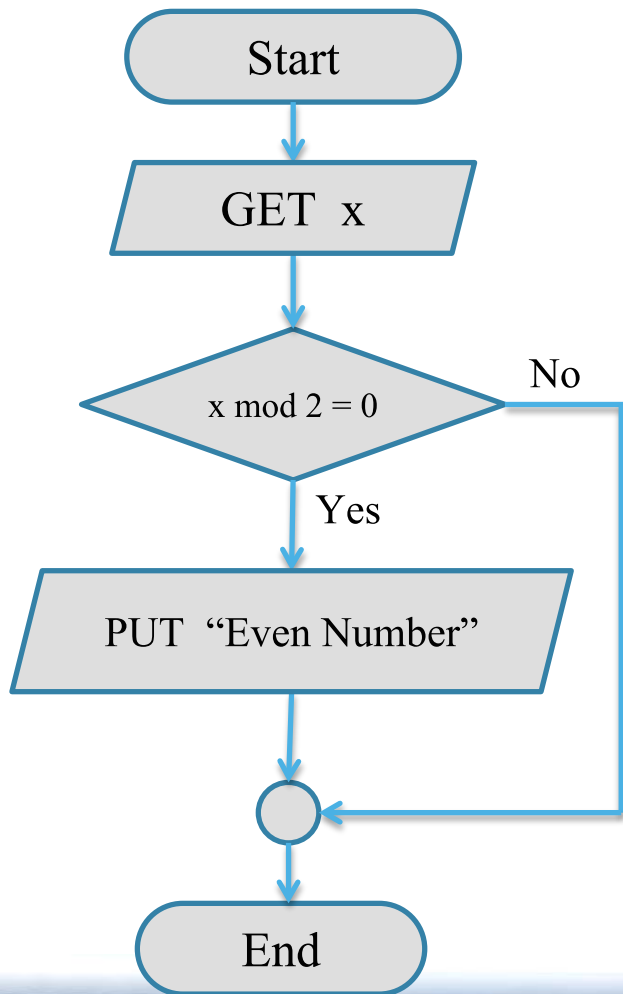 Start
GET x
x mod 2 = 0
No
Yes
PUT “Even Number”
End